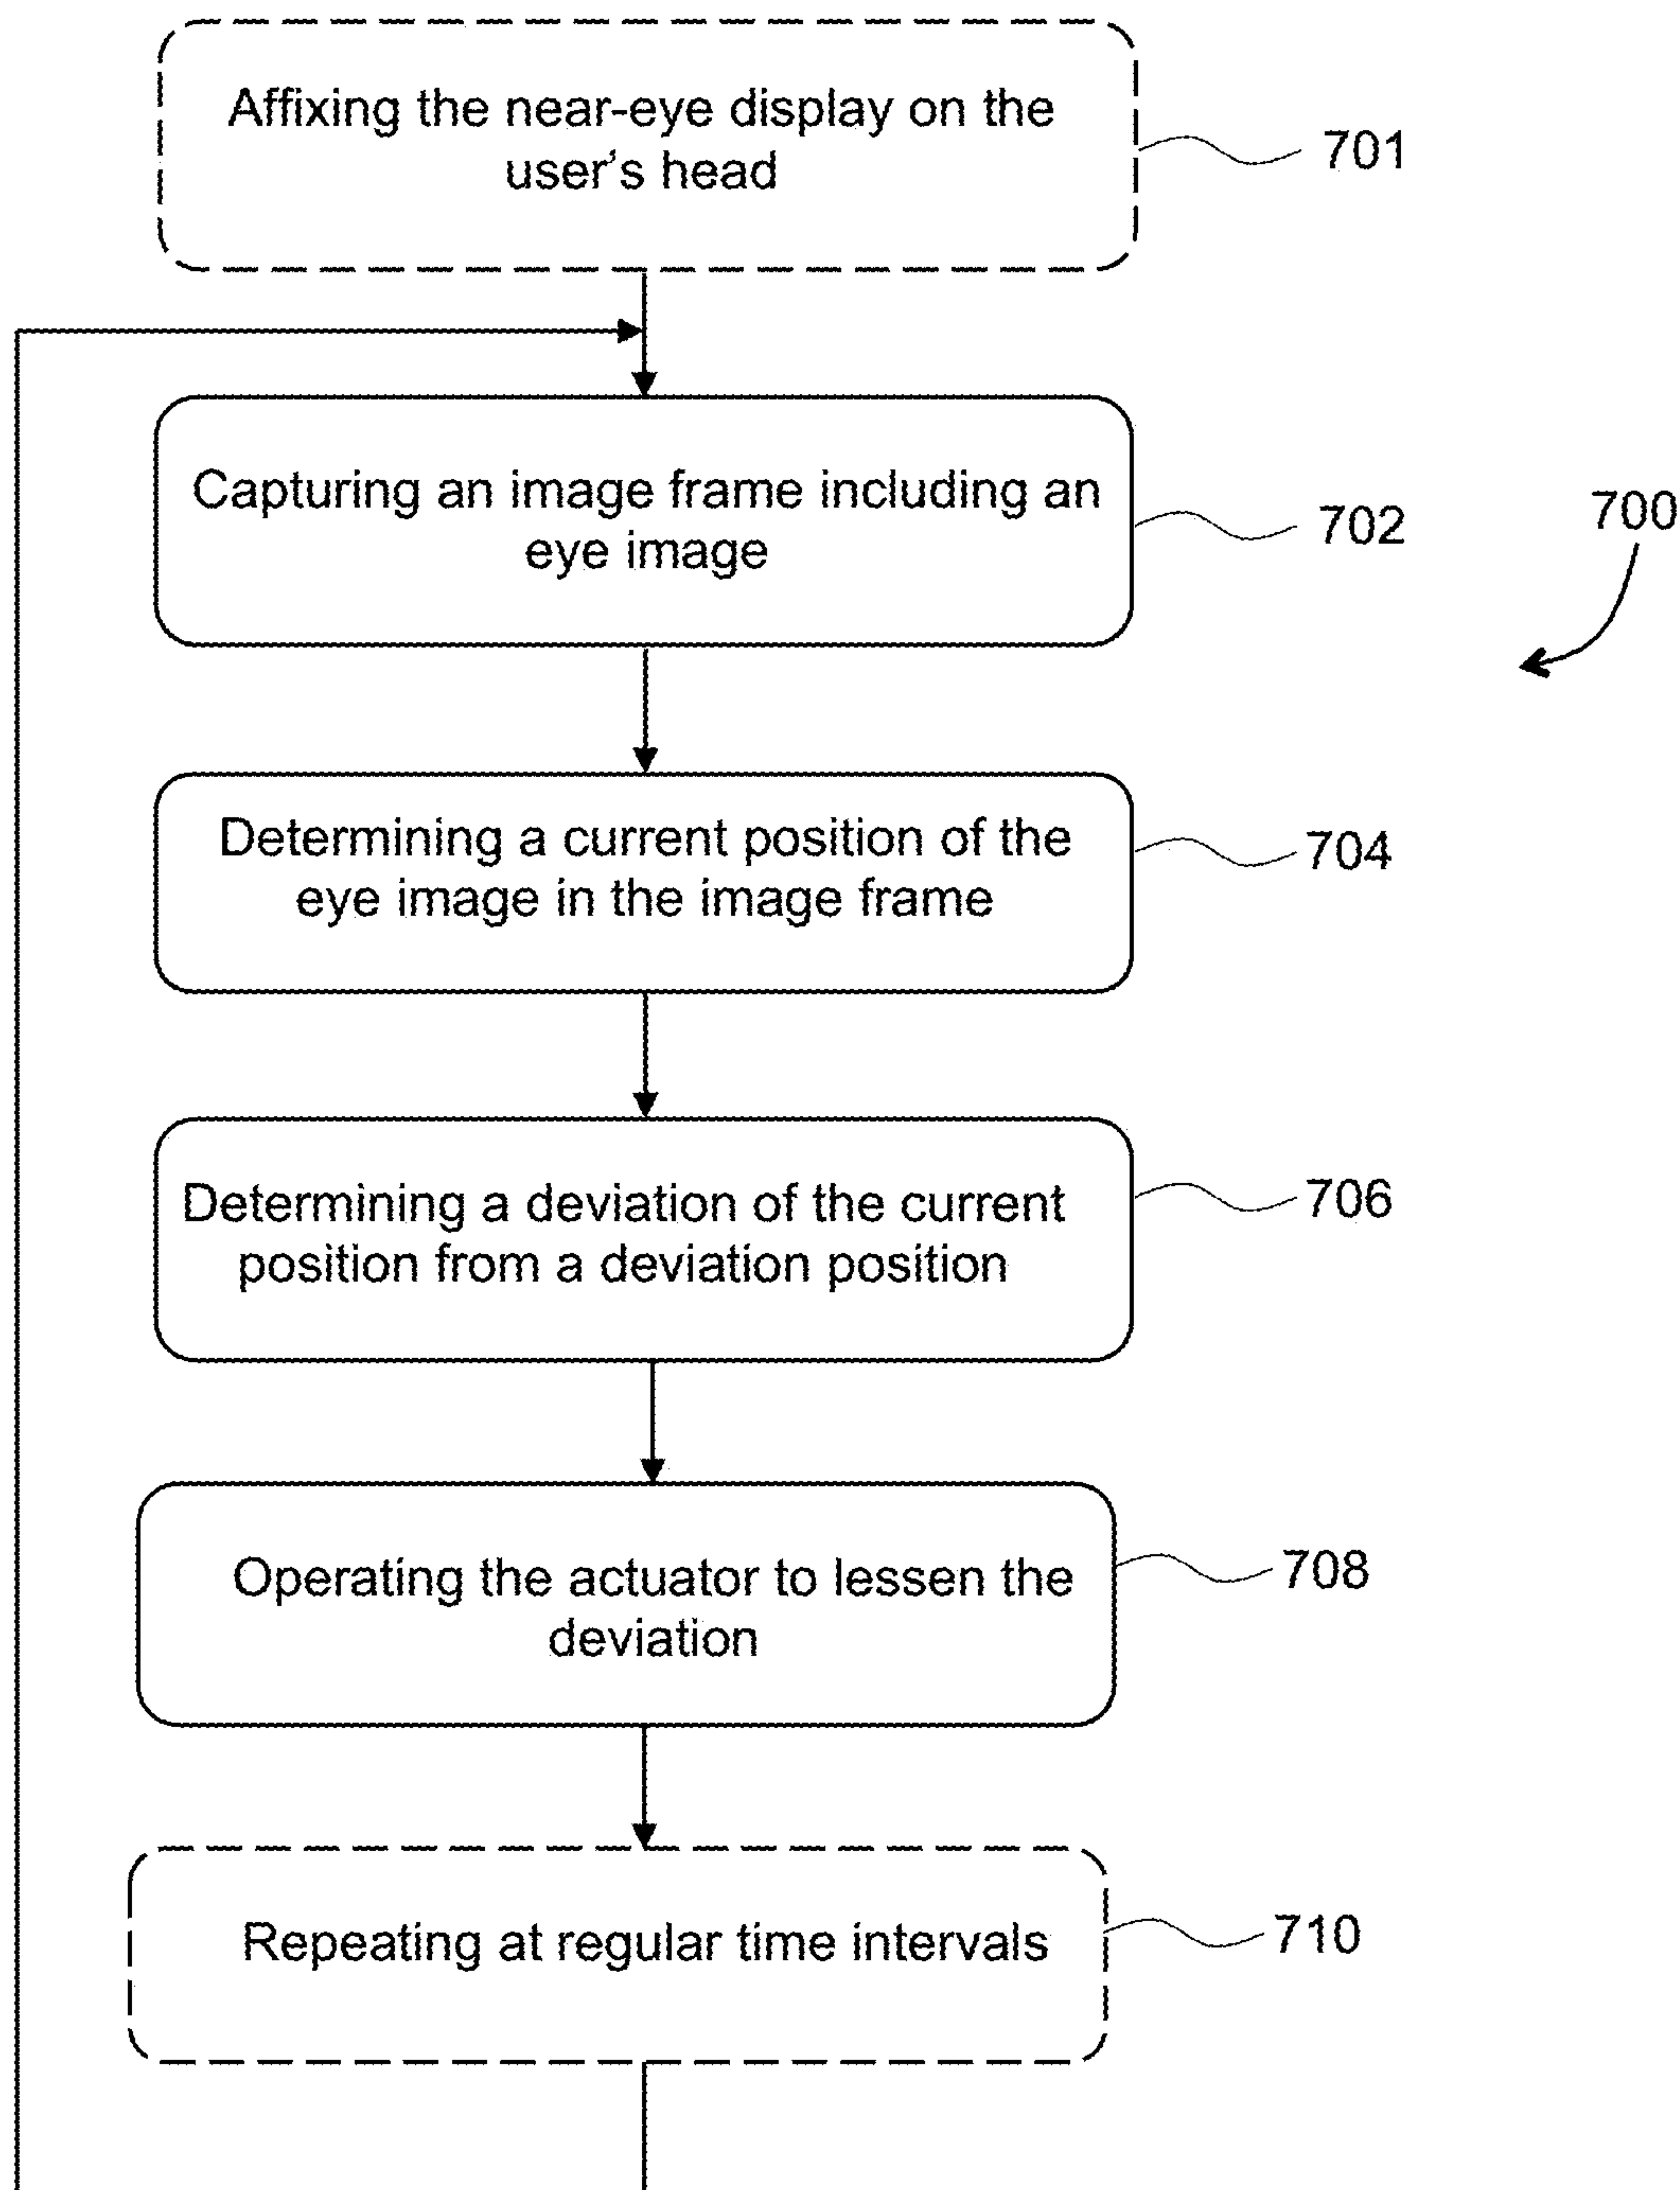 Affixing the near-eye display on the
user's head
701
Capturing an image frame including an
eye image
702
700
Determining a current position of the
eye image in the image frame
704
Determining a deviation of the current
position from a deviation position
706
Operating the actuator to lessen the
deviation
708
Repeating at regular time intervals
710